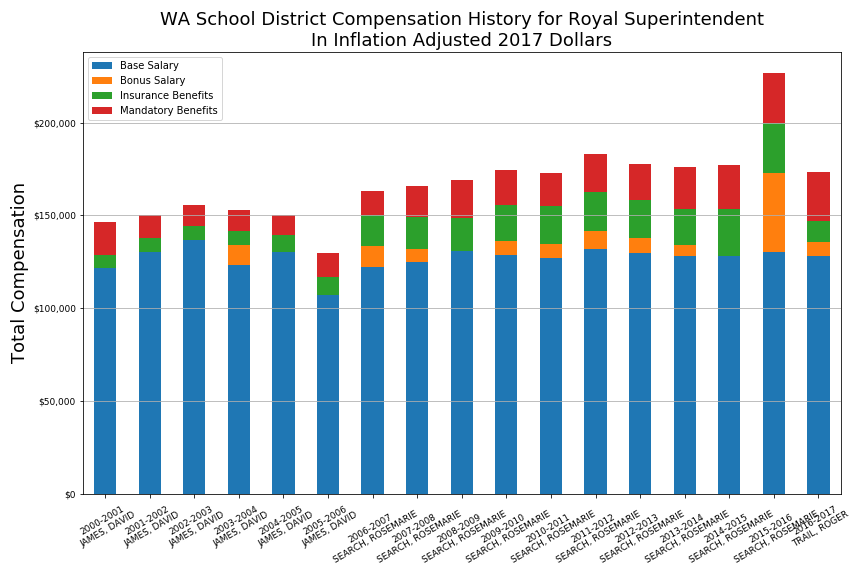 WA School District Compensation History for Royal Superintendent
In Inflation Adjusted 2017 Dollars
Base Salary
Bonus Salary
Insurance Benefits
Mandatory Benefits
Total Compensation
$200,000
$150,000
$100,000
$50,000
$0
2000-2001
JAMES, DAVID
2001-2002
JAMES, DAVID
2002-2003
JAMES, DAVID
2003-2004
JAMES, DAVID
2004-2005
JAMES, DAVID
2005-2006
JAMES, DAVID
2006-2007
SEARCH, ROSEMARIE
2007-2008
SEARCH, ROSEMARIE
2008-2009
SEARCH, ROSEMARIE
2009-2010
SEARCH, ROSEMARIE
2010-2011
SEARCH, ROSEMARIE
2011-2012
SEARCH, ROSEMARIE
2012-2013
SEARCH, ROSEMARIE
2013-2014
SEARCH, ROSEMARIE
2014-2015
SEARCH, ROSEMARIE
2015-2016
SEARCH, ROSEMARIE
2016-2017
TRAIL, ROGER